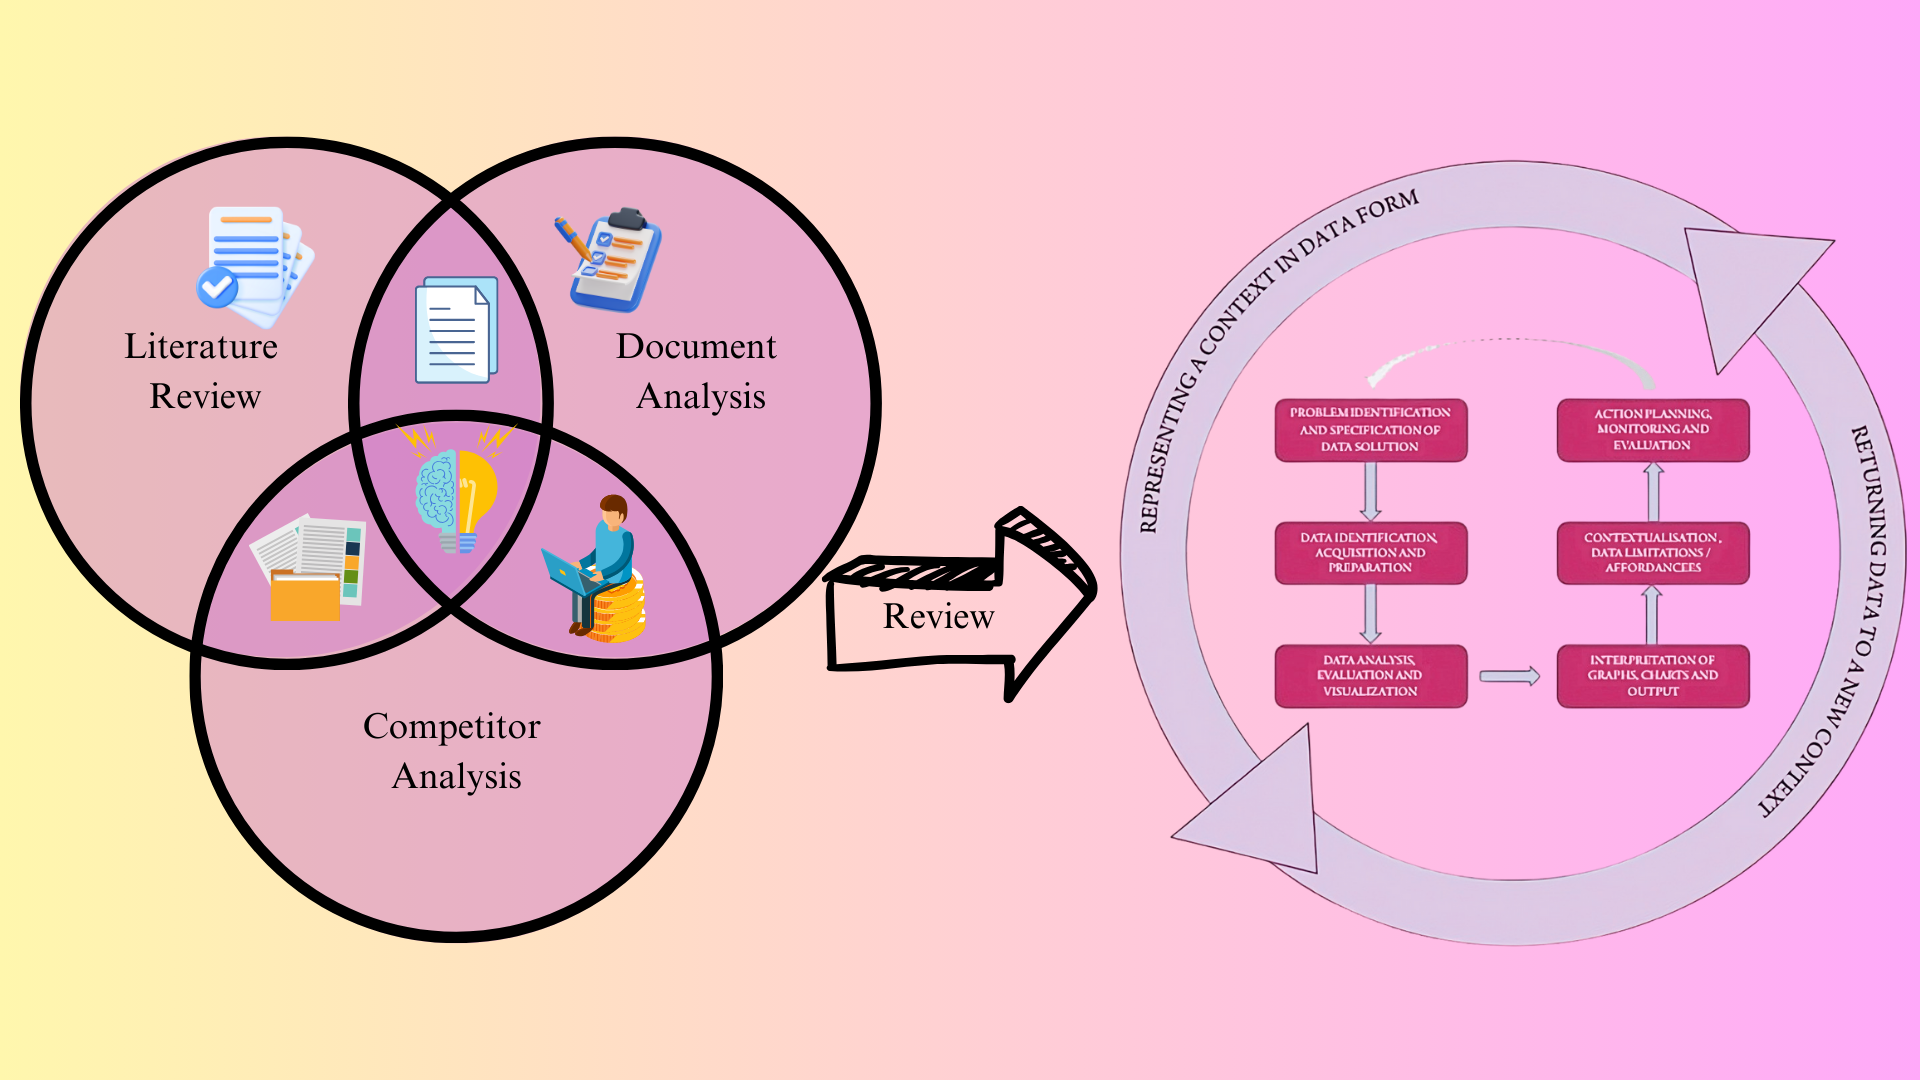 Literature
Review
Document
Analysis
Competitor
Analysis
Review
REPRESENTING A CONTEXT IN DATA FORM
RETURNING DATA TO A NEW CONTEXT
PROBLEM IDENTIFICATION
AND SPECIFICATION OF
DATA SOLUTION
DATA IDENTIFICATION,
ACQUISITION AND
PREPARATION
DATA ANALYSIS,
EVALUATION AND
VISUALIZATION
INTERPRETATION OF
GRAPHS, CHARTS AND
OUTPUT
CONTEXTUALISATION,
DATA LIMITATIONS /
AFFORDANCEES
ACTION PLANNING,
MONITORING AND
EVALUATION